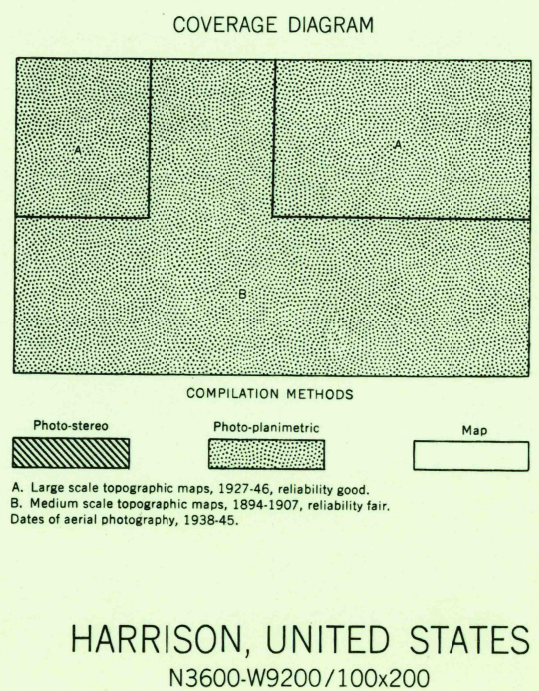 COVERAGE DIAGRAM
A
A
B
COMPILATION METHODS
Photo-stereo
Photo-planimetric
Map
A. Large scale topographic maps, 1927-46, reliability good.
B. Medium scale topographic maps, 1894-1907, reliability fair.
Dates of aerial photography, 1938-45.
HARRISON, UNITED STATES
N3600-W9200/100x200